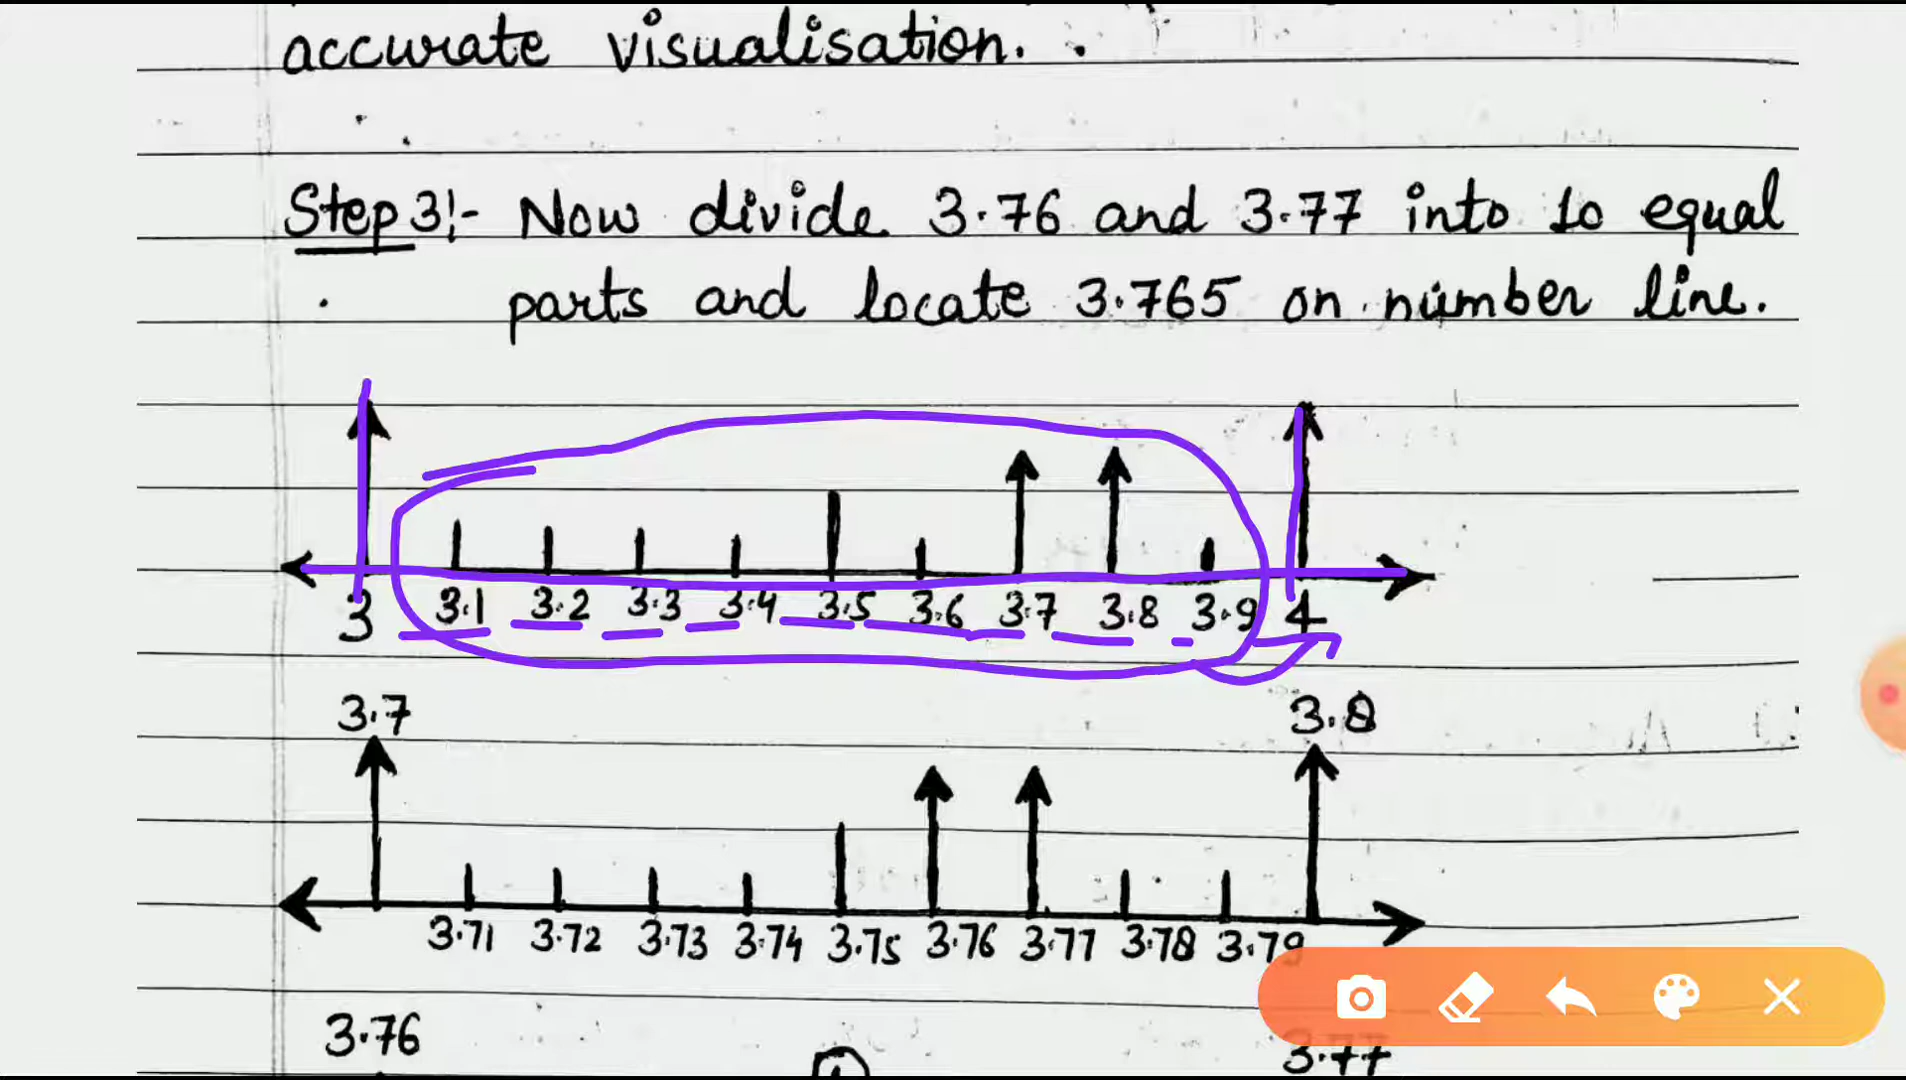 accurate visualisation.
Step 3:- Now divide 3.76 and 3.77 into 10 equal
parts and locate 3.765 on number line.
3 3.1 3.2 3.3 3.4 3.5 3.6 3.7 3.8 3.9 4
3.7 3.8
3.71 3.72 3.73 3.74 3.75 3.76 3.77 3.78 3.79
3.76 3.77